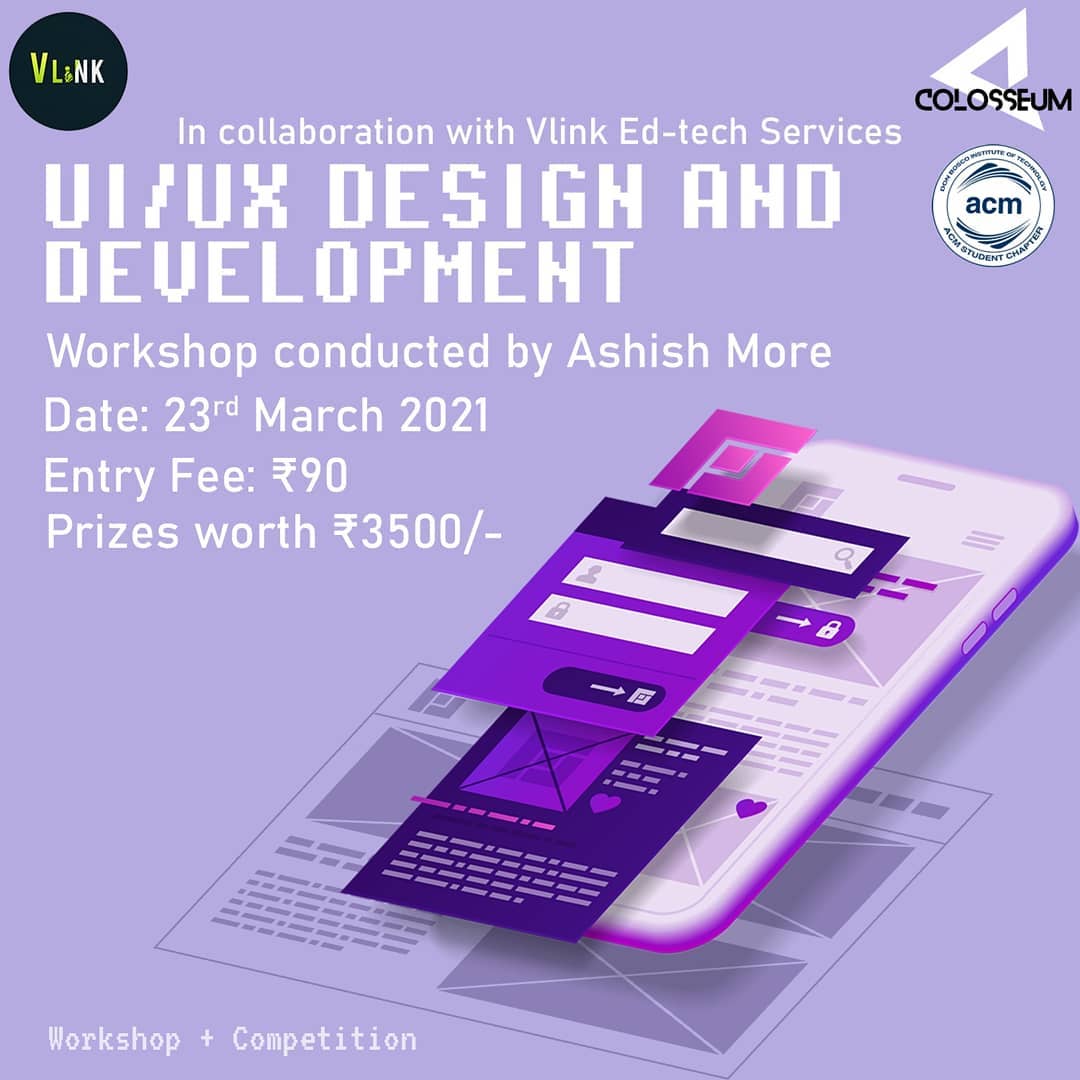 VLiNK
COLOSSEUM
In collaboration with Vlink Ed-tech Services
DON BOSCO INSTITUTE OF TECHNOLOGY
acm
ACM STUDENT CHAPTER
UI/UX DESIGN AND
DEVELOPMENT
Workshop conducted by Ashish More
Date: 23rd March 2021
Entry Fee: ₹90
Prizes worth ₹3500/-
Workshop + Competition